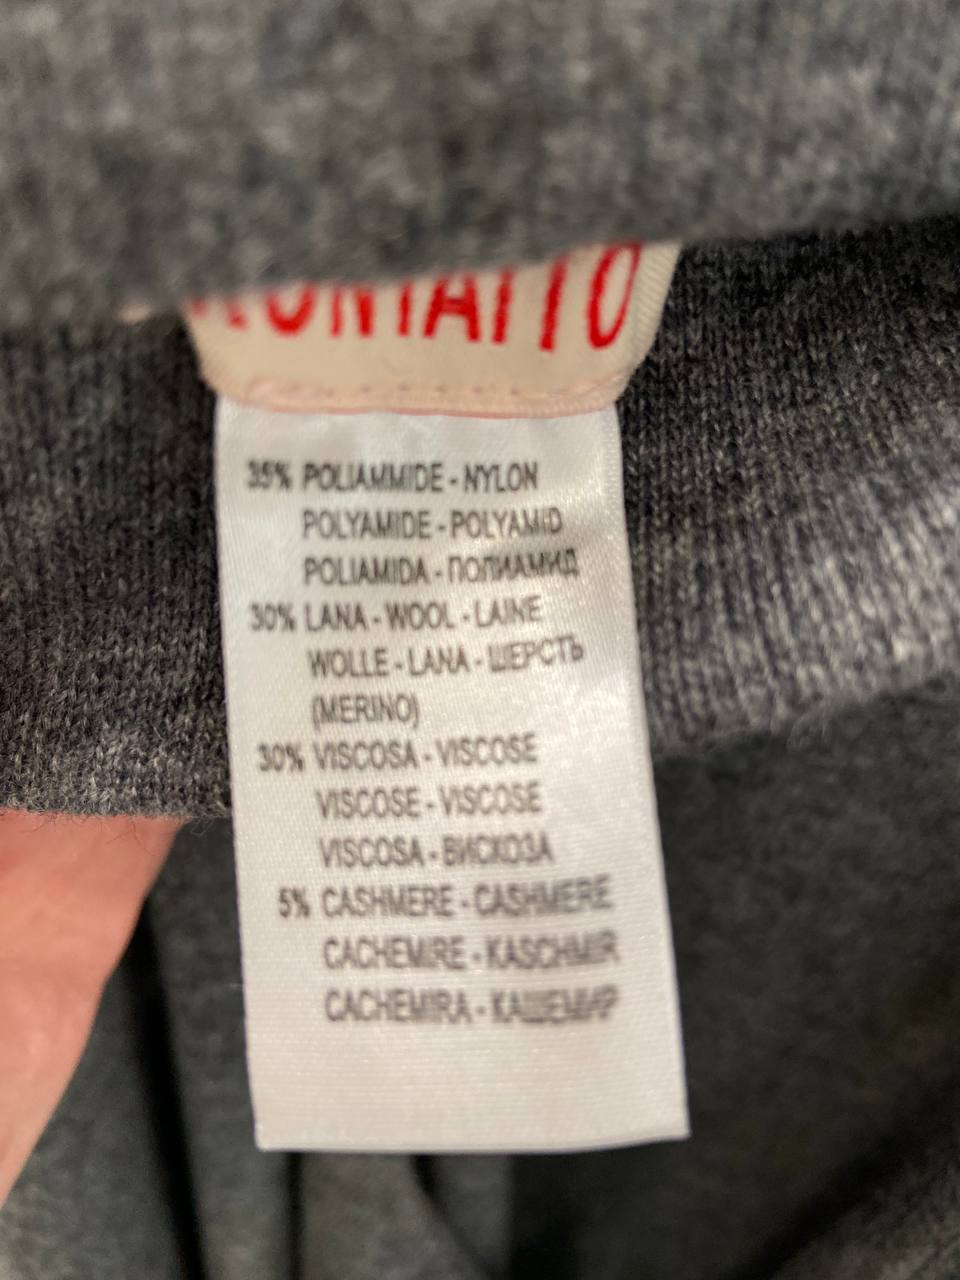 KONTATTO
35% POLIAMMIDE - NYLON
POLYAMIDE - POLYAMID
POLIAMIDA - ПОЛИАМИД
30% LANA - WOOL - LAINE
WOLLE - LANA - ШЕРСТЬ
(MERINO)
30% VISCOSA - VISCOSE
VISCOSE - VISCOSE
VISCOSA - ВИСКОЗА
5% CASHMERE - CASHMERE
CACHEMIRE - KASCHMIR
CACHEMIRA - КАШЕМИР